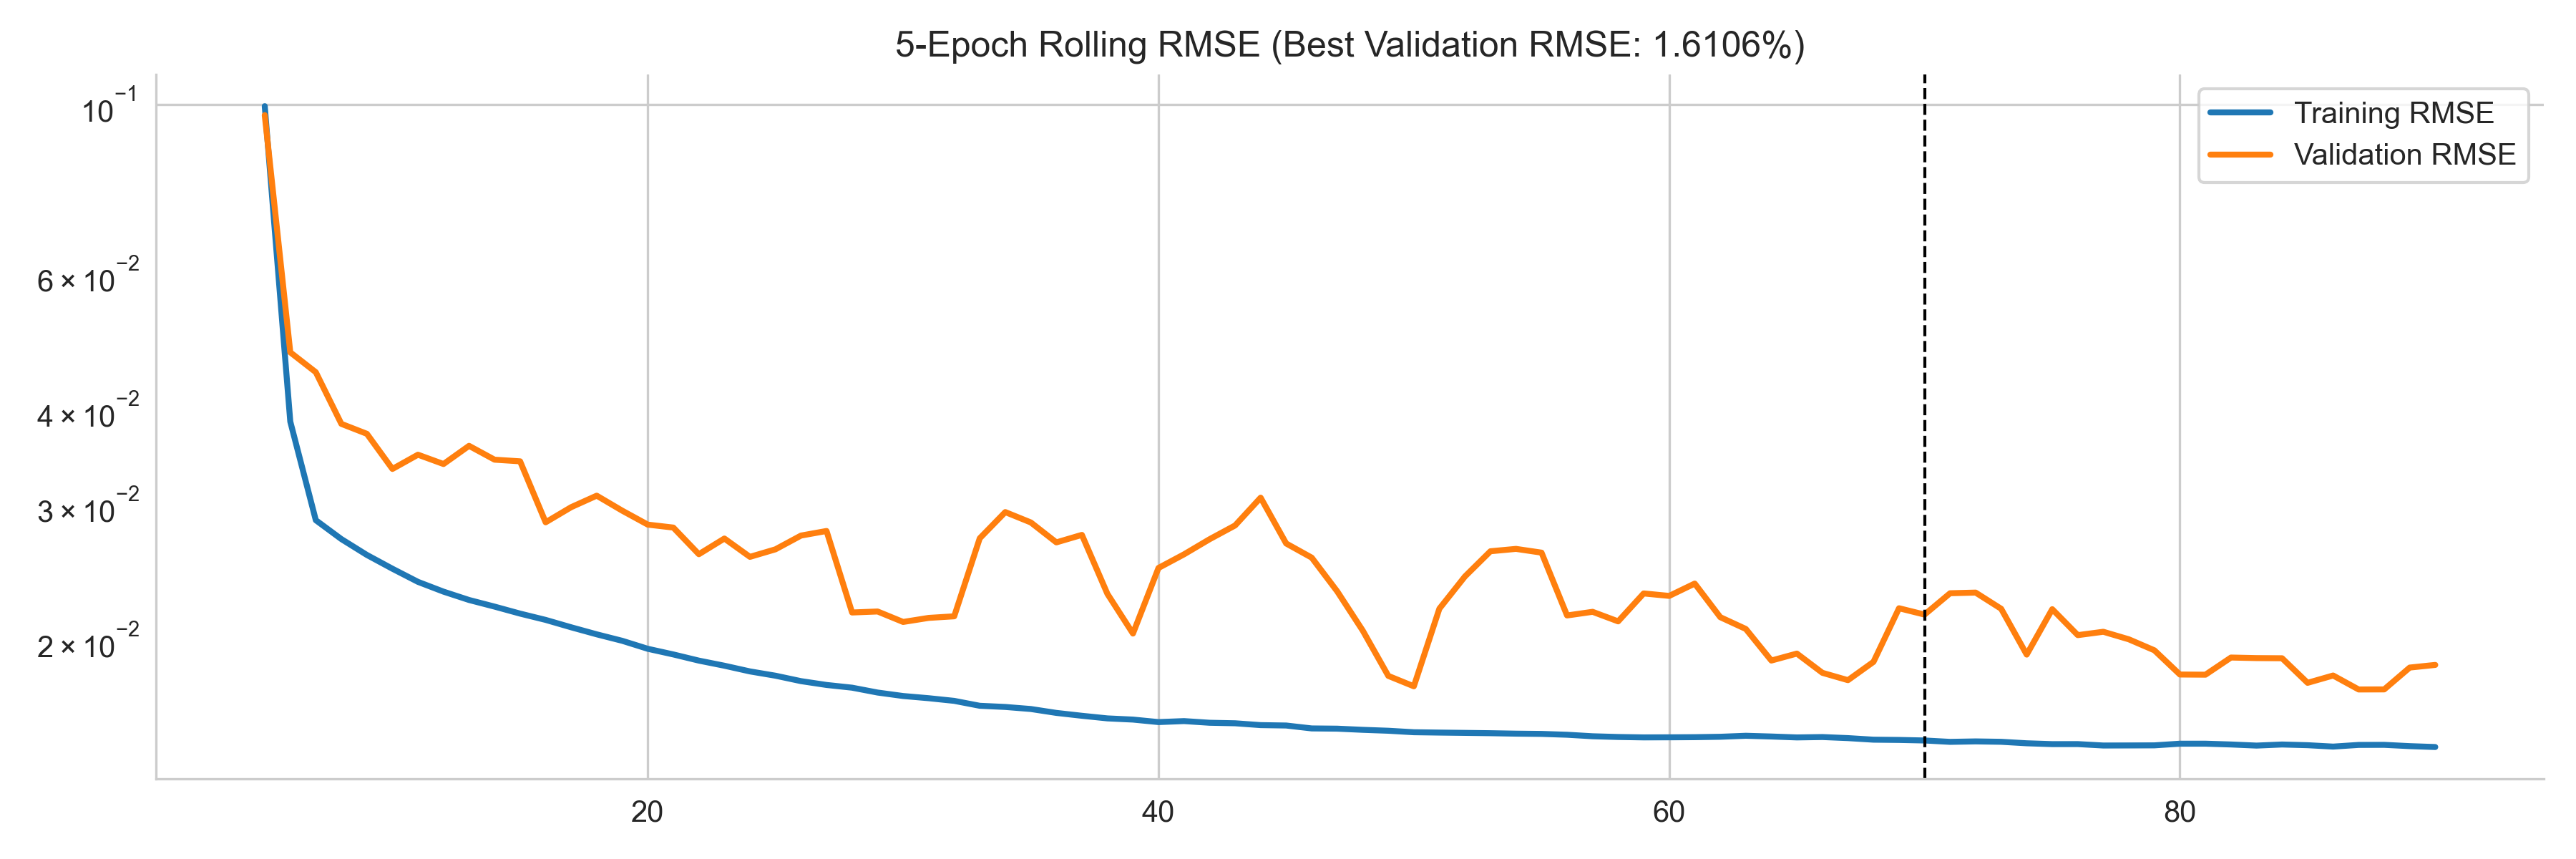 5-Epoch Rolling RMSE (Best Validation RMSE: 1.6106%)
10⁻¹
6 × 10⁻²
4 × 10⁻²
3 × 10⁻²
2 × 10⁻²
Training RMSE
Validation RMSE
20 40 60 80